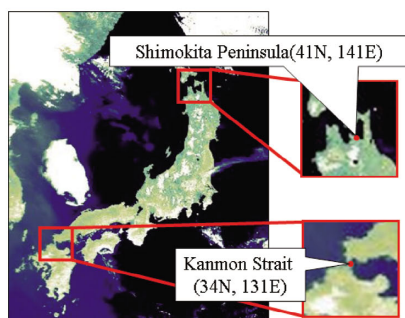 Shimokita Peninsula(41N, 141E)
Kanmon Strait
(34N, 131E)